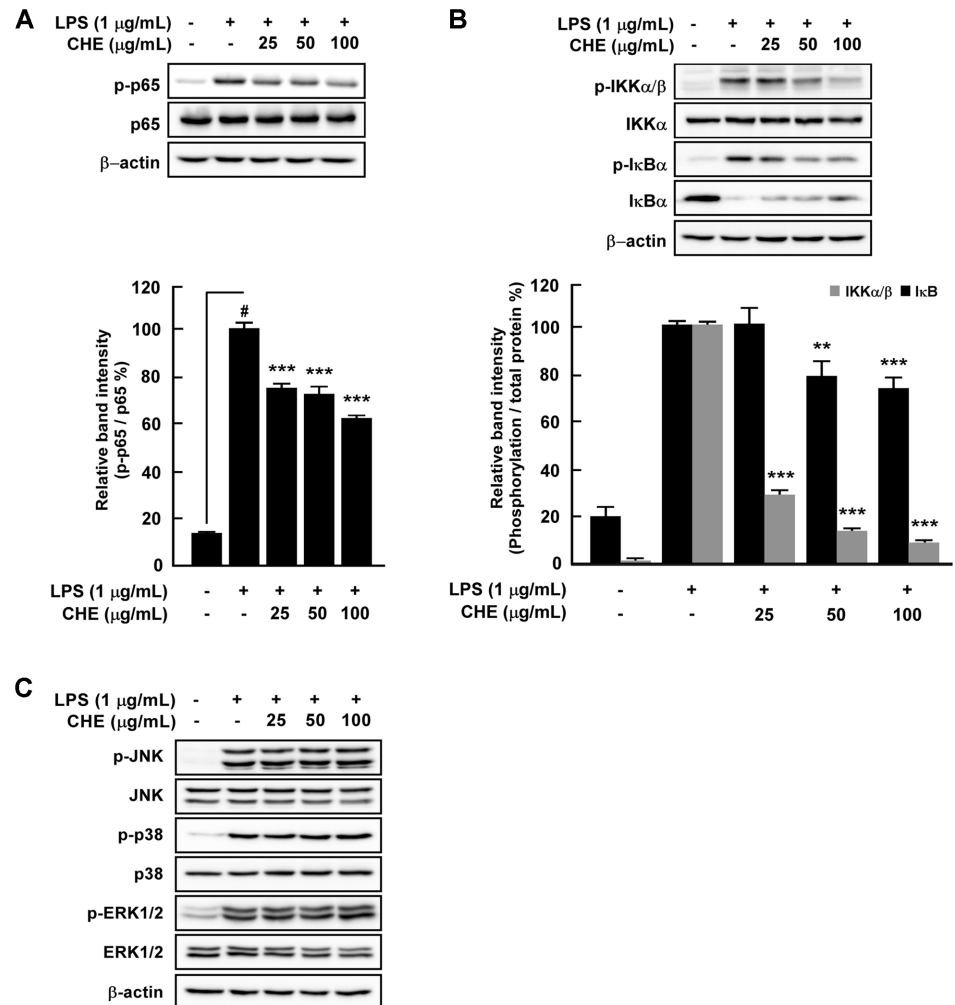 A
LPS (1 μg/mL) - + + + +
CHE (μg/mL) - - 25 50 100
p-p65
p65
β–actin
120
100
80
60
40
20
0
Relative band intensity
(p-p65 / p65 %)
#
***
***
***
LPS (1 μg/mL) - + + + +
CHE (μg/mL) - - 25 50 100
B
LPS (1 μg/mL) - + + + +
CHE (μg/mL) - - 25 50 100
p-IKKα/β
IKKα
p-IκBα
IκBα
β–actin
120
100
80
60
40
20
0
Relative band intensity
(Phosphorylation / total protein %)
IKKα/β IκB
**
***
***
***
***
LPS (1 μg/mL) - + + + +
CHE (μg/mL) - - 25 50 100
C
LPS (1 μg/mL) - + + + +
CHE (μg/mL) - - 25 50 100
p-JNK
JNK
p-p38
p38
p-ERK1/2
ERK1/2
β-actin